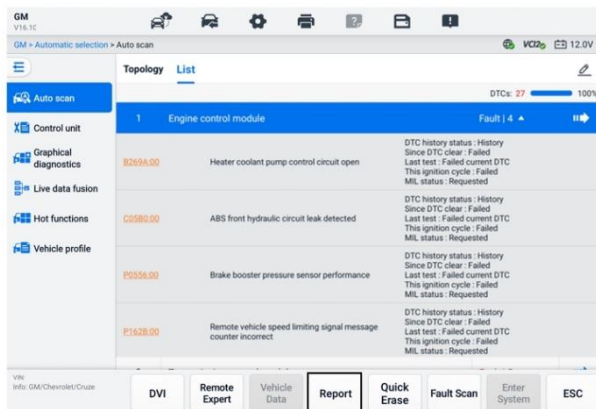 GM
V16.10
GM > Automatic selection > Auto scan
VCI2
12.0V
Topology List
DTCs: 27 100%
Auto scan
Control unit
Graphical
diagnostics
Live data fusion
Hot functions
Vehicle profile
1 Engine control module Fault | 4
B269A:00 Heater coolant pump control circuit open
DTC history status : History
Since DTC clear : Failed
Last test : Failed current DTC
This ignition cycle : Failed
MIL status : Requested
C05B0:00 ABS front hydraulic circuit leak detected
DTC history status : History
Since DTC clear : Failed
Last test : Failed current DTC
This ignition cycle : Failed
MIL status : Requested
P0556:00 Brake booster pressure sensor performance
DTC history status : History
Since DTC clear : Failed
Last test : Failed current DTC
This ignition cycle : Failed
MIL status : Requested
P162B:00 Remote vehicle speed limiting signal message
counter incorrect
DTC history status : History
Since DTC clear : Failed
Last test : Failed current DTC
This ignition cycle : Failed
MIL status : Requested
VIN:
Info: GM/Chevrolet/Cruze
DVI
Remote
Expert
Vehicle
Data
Report
Quick
Erase
Fault Scan
Enter
System
ESC